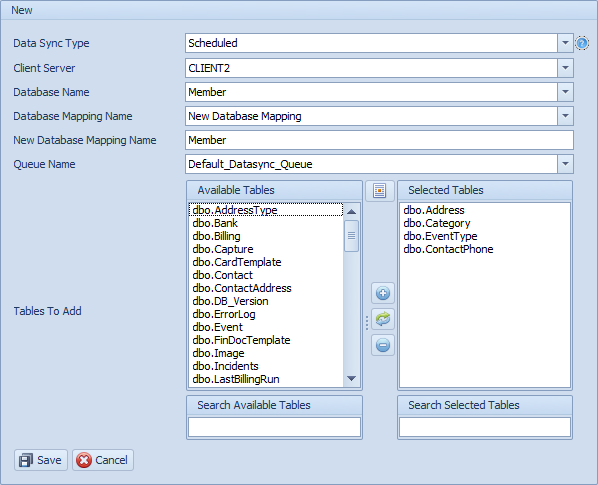 New
Data Sync Type Scheduled
Client Server CLIENT2
Database Name Member
Database Mapping Name New Database Mapping
New Database Mapping Name Member
Queue Name Default_Datasync_Queue
Tables To Add
Available Tables
dbo.AddressType
dbo.Bank
dbo.Billing
dbo.Capture
dbo.CardTemplate
dbo.Contact
dbo.ContactAddress
dbo.DB_Version
dbo.ErrorLog
dbo.Event
dbo.FinDocTemplate
dbo.Image
dbo.Incidents
dbo.LastBillingRun
Search Available Tables
Selected Tables
dbo.Address
dbo.Category
dbo.EventType
dbo.ContactPhone
Search Selected Tables
Save Cancel